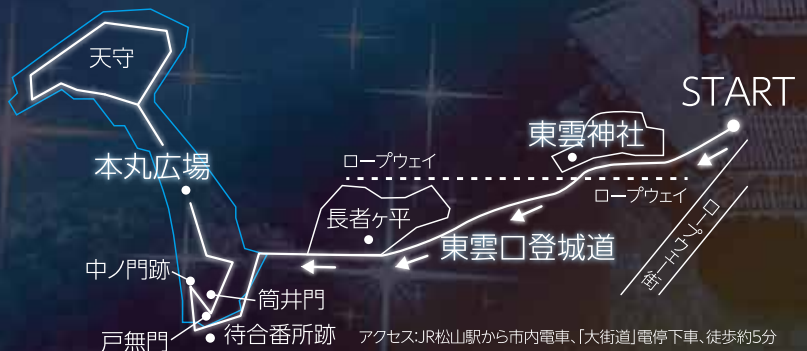 天守
START
東雲神社
ロープウェイ
本丸広場
ロープウェイ
ロープウェー街
長者ヶ平
東雲口登城道
中ノ門跡
筒井門
戸無門
待合番所跡
アクセス:JR松山駅から市内電車、「大街道」電停下車、徒歩約5分